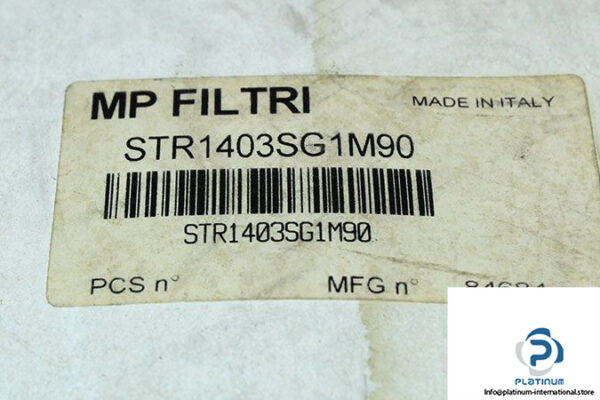 MP FILTRI
MADE IN ITALY
STR1403SG1M90
STR1403SG1M90
PCS n°
MFG n°
PLATINUM
Info@platinum-international.store